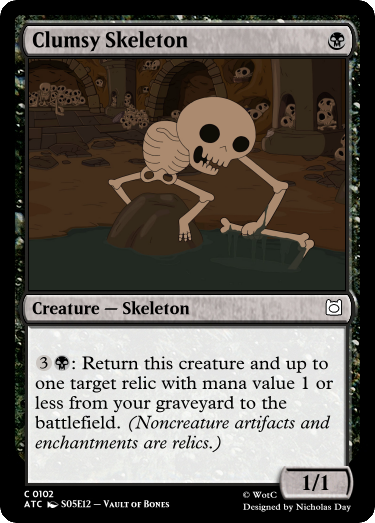 Clumsy Skeleton
Creature — Skeleton
3 : Return this creature and up to
one target relic with mana value 1 or
less from your graveyard to the
battlefield. (Noncreature artifacts and
enchantments are relics.)
1/1
C 0102
ATC S05E12 – Vault of Bones
© WotC
Designed by Nicholas Day